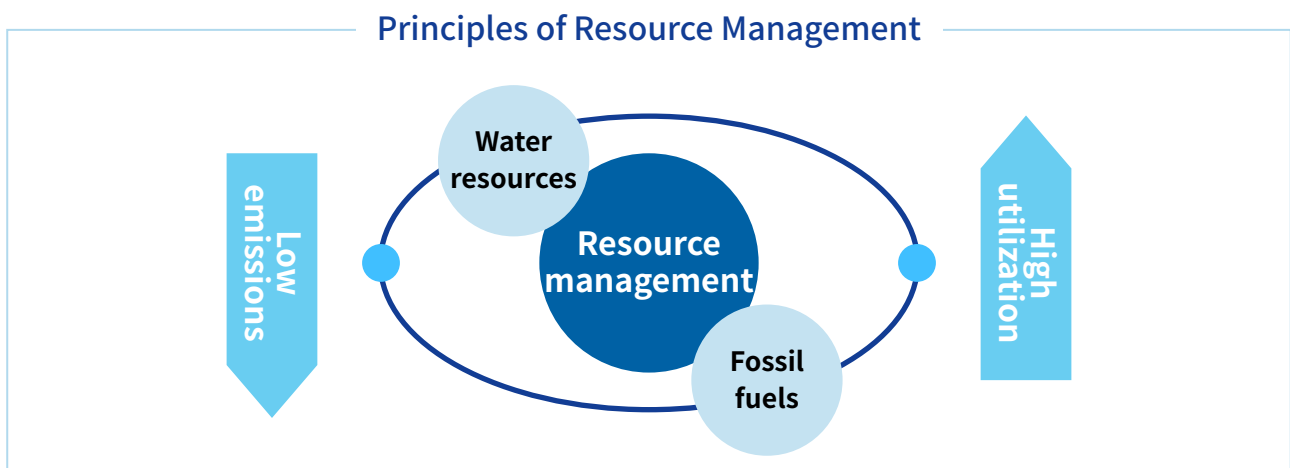 Principles of Resource Management
Water
resources
Low
emissions
Resource
management
High
utilization
Fossil
fuels